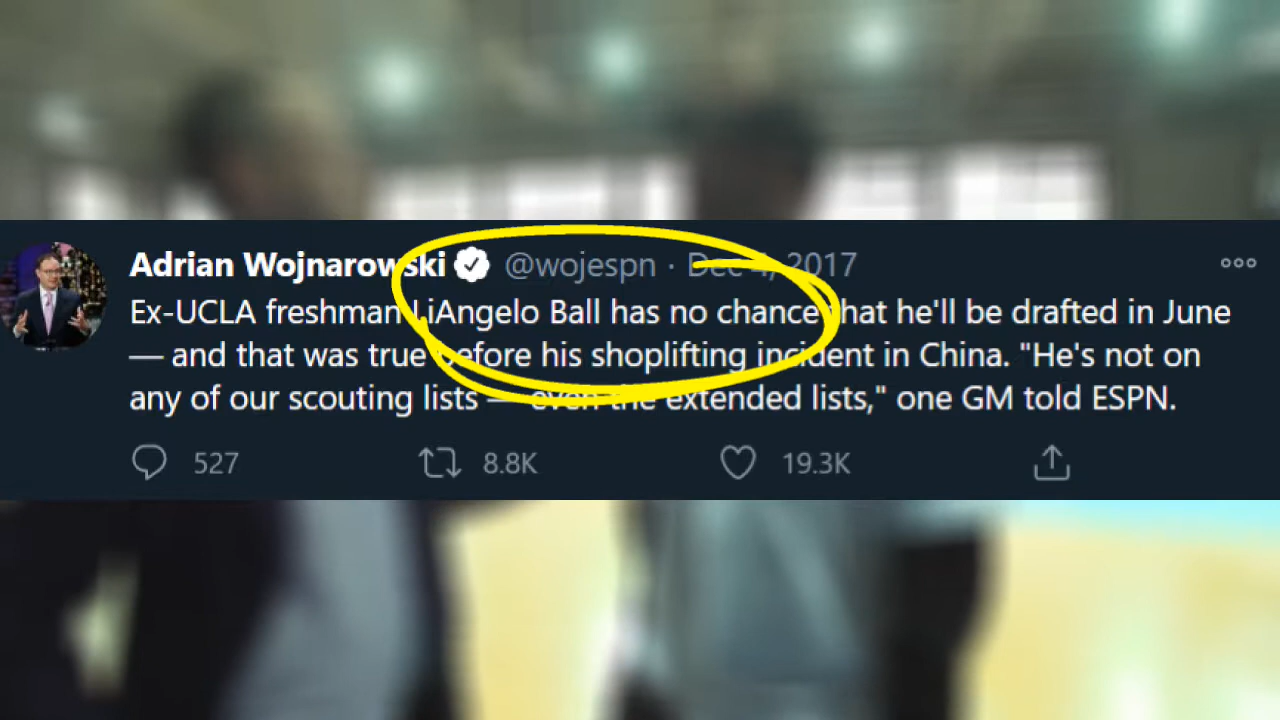 Adrian Wojnarowski @wojespn · Dec 4, 2017
Ex-UCLA freshman LiAngelo Ball has no chance that he'll be drafted in June
— and that was true before his shoplifting incident in China. "He's not on
any of our scouting lists — even the extended lists," one GM told ESPN.
527 8.8K 19.3K